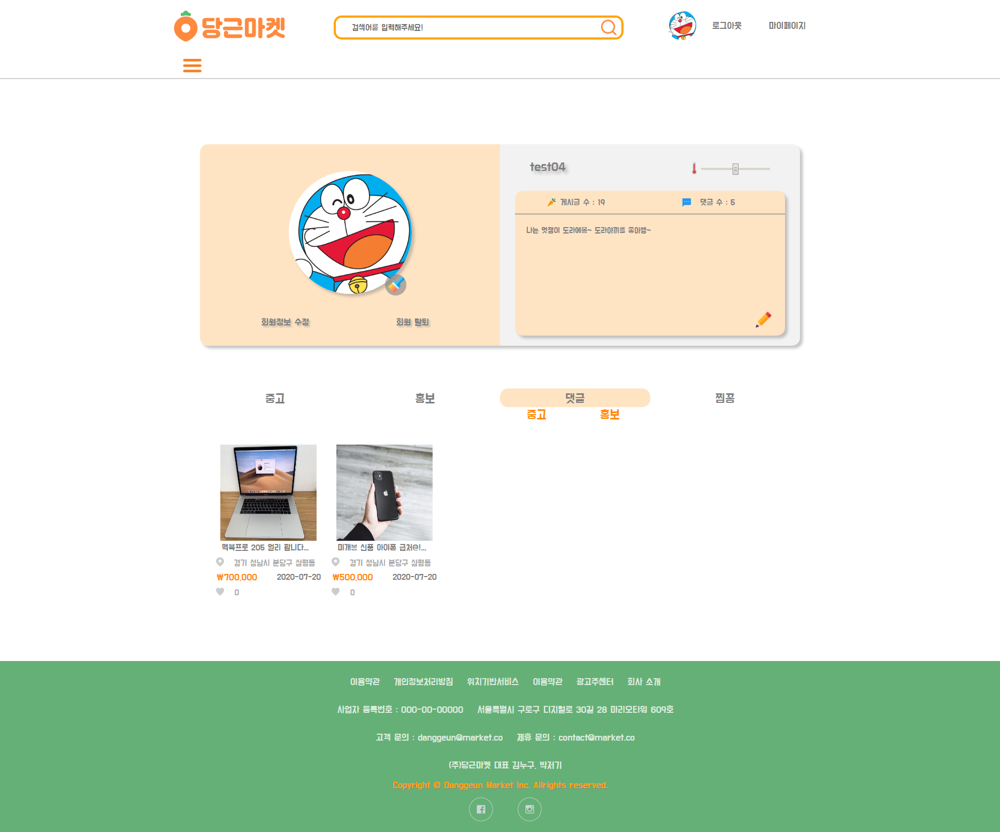 당근마켓
검색어를 입력해주세요!
로그아웃
마이페이지
test04
게시글 수 : 19
댓글 수 : 5
나는 멋쟁이 도라에몽~ 도라야끼를 좋아행~
회원정보 수정
회원 탈퇴
중고
홍보
댓글
찜꽁
중고
홍보
맥북프로 205 얼리 팝니다...
미개봉 신품 아이폰 급처@!...
경기 성남시 분당구 삼평동
경기 성남시 분당구 삼평동
₩700,000 2020-07-20
₩500,000 2020-07-20
0
0
이용약관 개인정보처리방침 위치기반서비스 이용약관 광고주센터 회사 소개
사업자 등록번호 : 000-00-00000 서울특별시 구로구 디지털로 30길 28 마리오타워 609호
고객 문의 : danggeun@market.co 제휴 문의 : contact@market.co
(주)당근마켓 대표 김누구, 박저기
Copyright © Danggeun Market Inc. Allrights reserved.